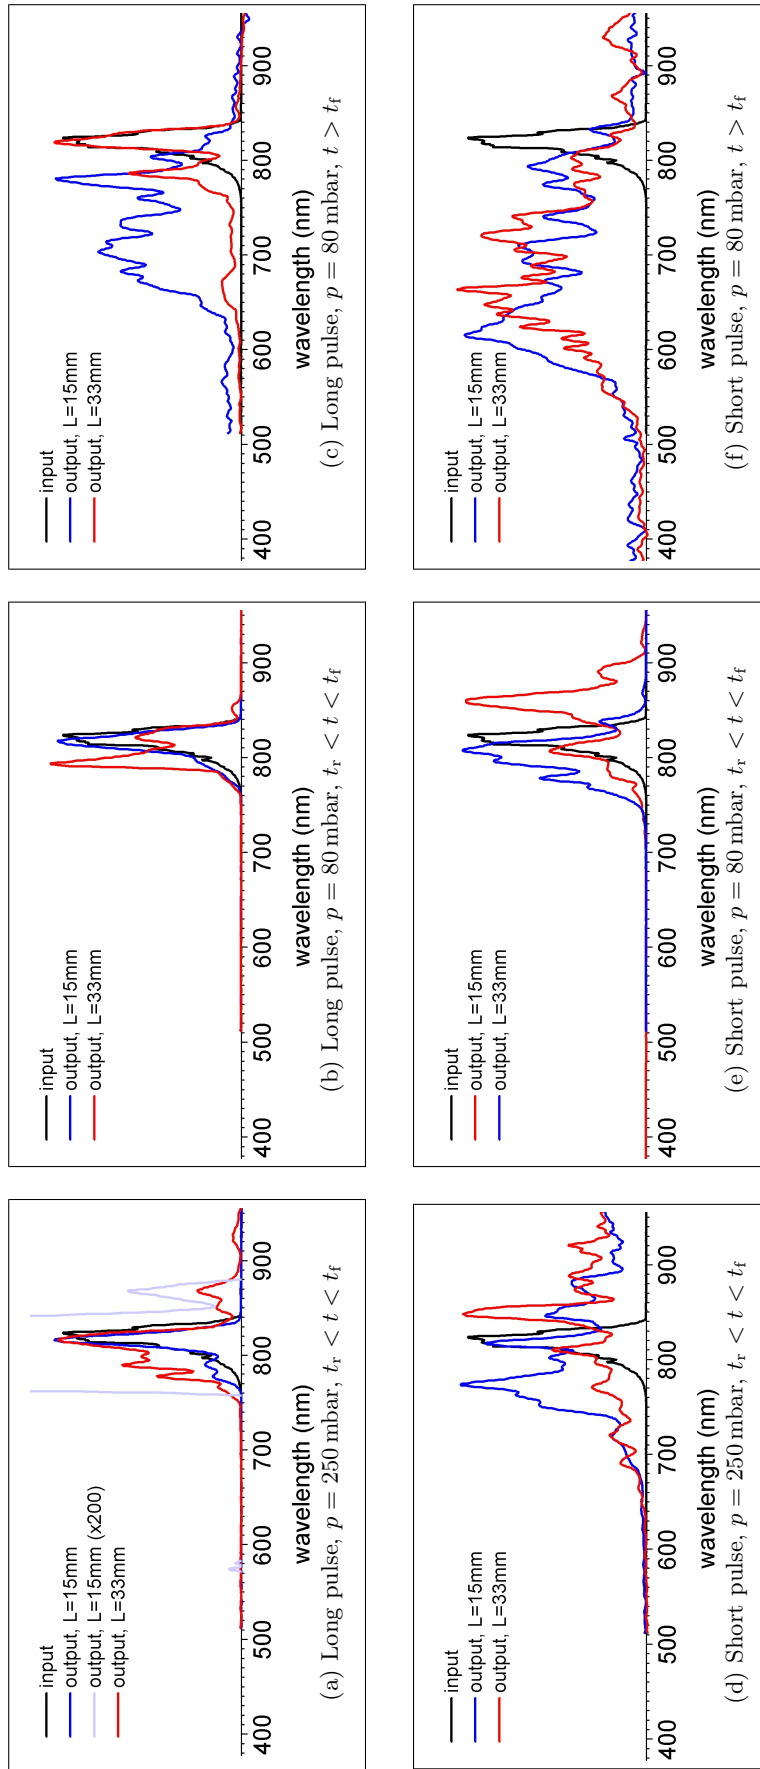 input
output, L=15mm
output, L=15mm (x200)
output, L=33mm
400 500 600 700 800 900
wavelength (nm)
(a) Long pulse, p = 250 mbar, t_r < t < t_f
input
output, L=15mm
output, L=33mm
400 500 600 700 800 900
wavelength (nm)
(b) Long pulse, p = 80 mbar, t_r < t < t_f
input
output, L=15mm
output, L=33mm
400 500 600 700 800 900
wavelength (nm)
(c) Long pulse, p = 80 mbar, t > t_f
input
output, L=15mm
output, L=33mm
400 500 600 700 800 900
wavelength (nm)
(d) Short pulse, p = 250 mbar, t_r < t < t_f
input
output, L=15mm
output, L=33mm
400 500 600 700 800 900
wavelength (nm)
(e) Short pulse, p = 80 mbar, t_r < t < t_f
input
output, L=15mm
output, L=33mm
400 500 600 700 800 900
wavelength (nm)
(f) Short pulse, p = 80 mbar, t > t_f